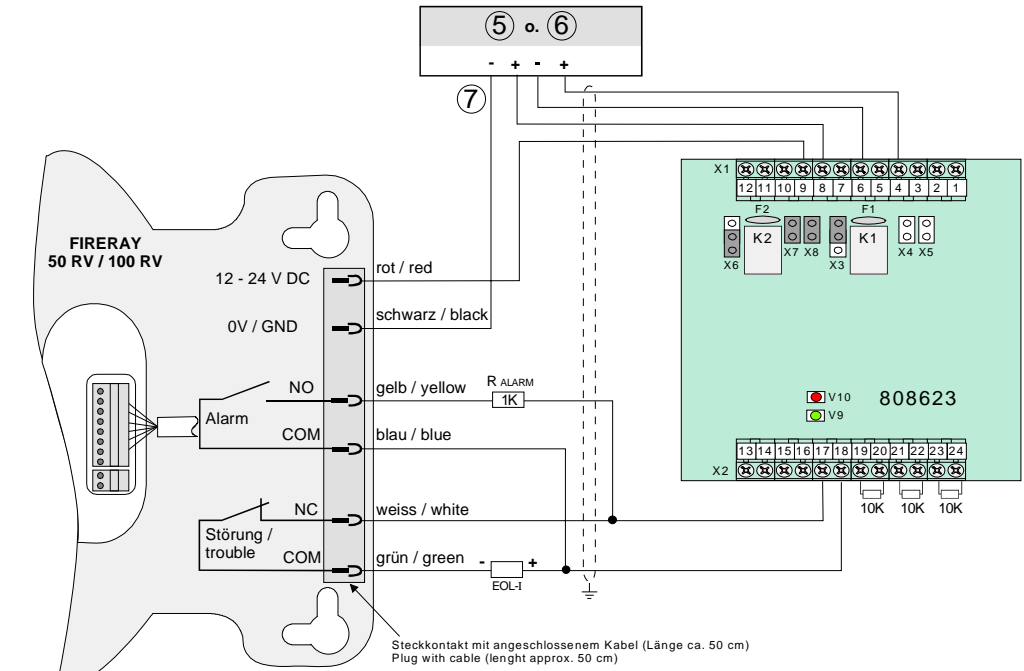 5 o. 6
- + - +
7
X1
12 11 10 9 8 7 6 5 4 3 2 1
F2 F1
K2 K1
X6 X7 X8 X3 X4 X5
FIRERAY
50 RV / 100 RV
12 - 24 V DC
rot / red
0V / GND
schwarz / black
NO
gelb / yellow
R ALARM
1K
Alarm
COM
blau / blue
V10
V9
808623
13 14 15 16 17 18 19 20 21 22 23 24
X2
10K 10K 10K
NC
weiss / white
Störung /
trouble
COM
grün / green
- +
EOL-I
Steckkontakt mit angeschlossenem Kabel (Länge ca. 50 cm)
Plug with cable (lenght approx. 50 cm)